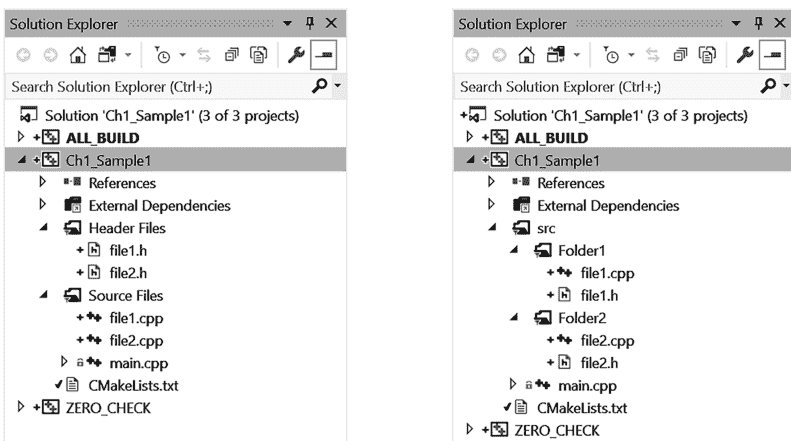 Solution Explorer
Search Solution Explorer (Ctrl+;)
Solution 'Ch1_Sample1' (3 of 3 projects)
ALL_BUILD
Ch1_Sample1
References
External Dependencies
Header Files
file1.h
file2.h
Source Files
file1.cpp
file2.cpp
main.cpp
CMakeLists.txt
ZERO_CHECK
Solution Explorer
Search Solution Explorer (Ctrl+;)
Solution 'Ch1_Sample1' (3 of 3 projects)
ALL_BUILD
Ch1_Sample1
References
External Dependencies
src
Folder1
file1.cpp
file1.h
Folder2
file2.cpp
file2.h
main.cpp
CMakeLists.txt
ZERO_CHECK